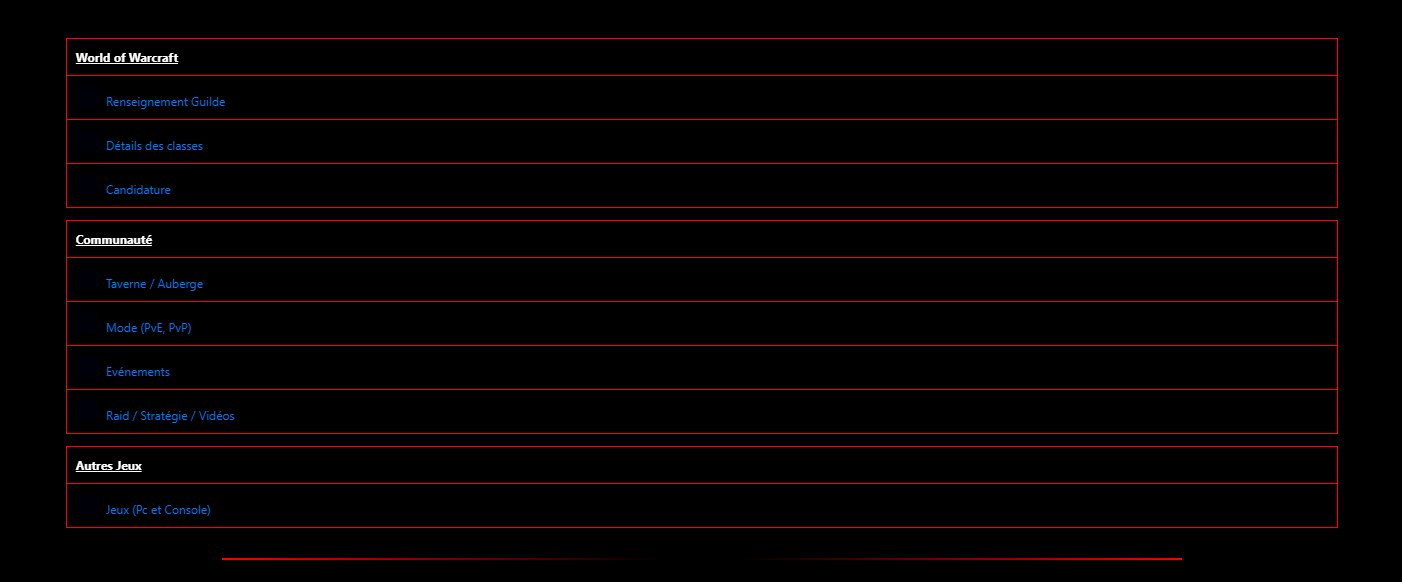 World of Warcraft
Renseignement Guilde
Détails des classes
Candidature
Communauté
Taverne / Auberge
Mode (PvE, PvP)
Evénements
Raid / Stratégie / Vidéos
Autres Jeux
Jeux (Pc et Console)